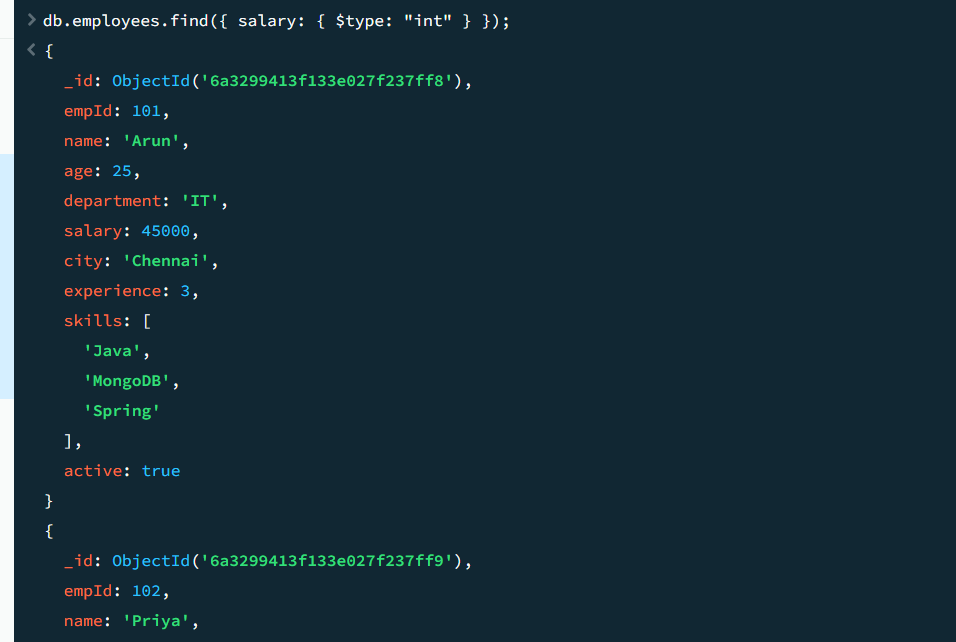 > db.employees.find({ salary: { $type: "int" } });
< {
_id: ObjectId('6a3299413f133e027f237ff8'),
empId: 101,
name: 'Arun',
age: 25,
department: 'IT',
salary: 45000,
city: 'Chennai',
experience: 3,
skills: [
'Java',
'MongoDB',
'Spring'
],
active: true
}
{
_id: ObjectId('6a3299413f133e027f237ff9'),
empId: 102,
name: 'Priya',